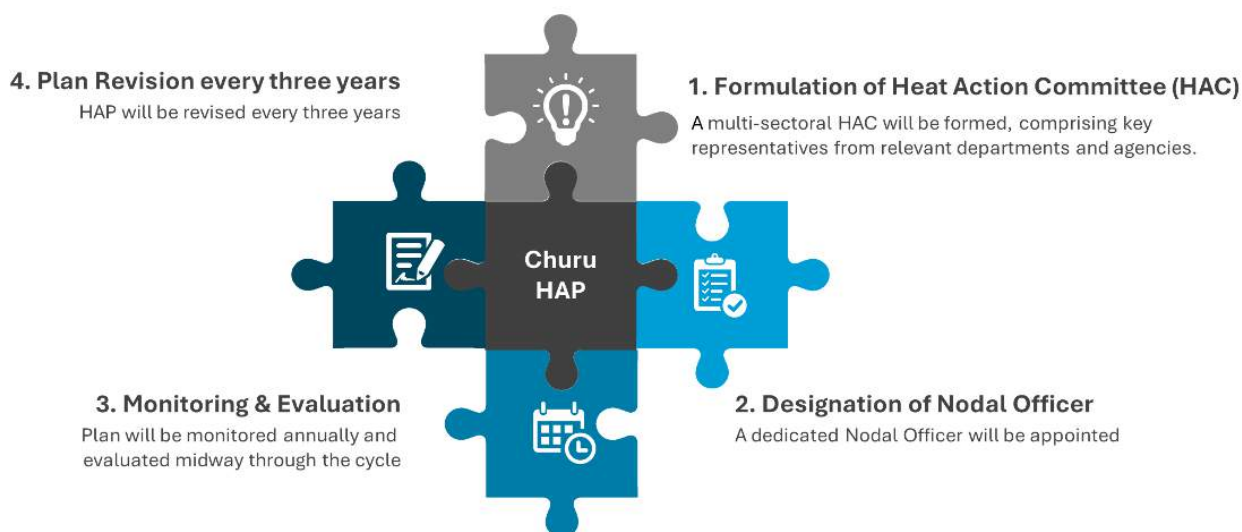 4. Plan Revision every three years
HAP will be revised every three years
1. Formulation of Heat Action Committee (HAC)
A multi-sectoral HAC will be formed, comprising key
representatives from relevant departments and agencies.
Churu
HAP
3. Monitoring & Evaluation
Plan will be monitored annually and
evaluated midway through the cycle
2. Designation of Nodal Officer
A dedicated Nodal Officer will be appointed